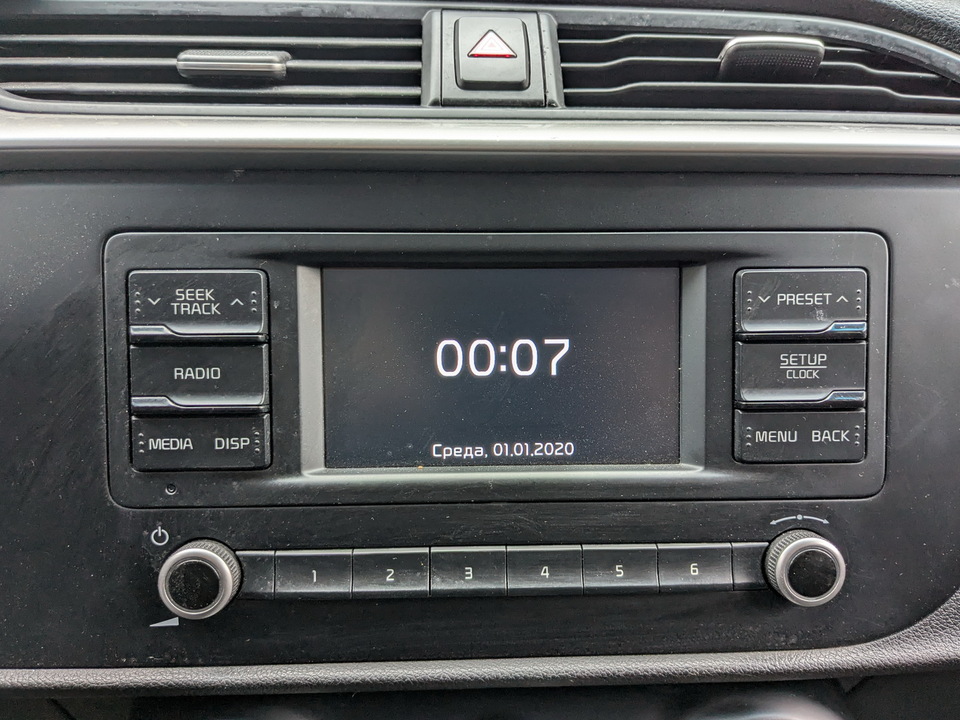 SEEK
TRACK
PRESET
00:07
RADIO
SETUP
CLOCK
MEDIA DISP
Среда, 01.01.2020
MENU BACK
1 2 3 4 5 6